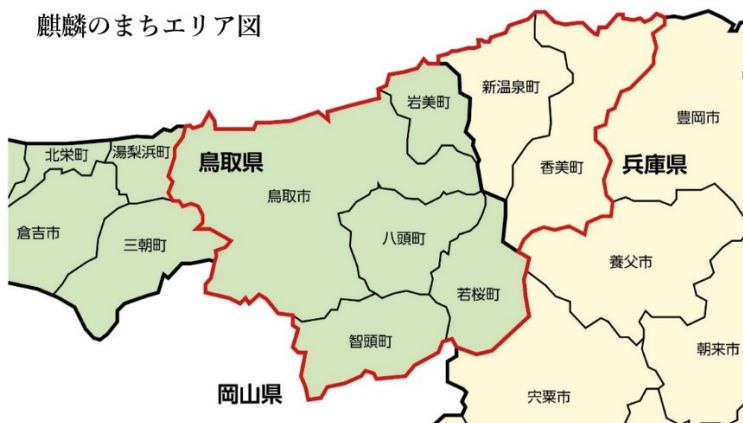 麒麟のまちエリア図
岩美町
新温泉町
豊岡市
北栄町
湯梨浜町
鳥取県
香美町
兵庫県
鳥取市
倉吉市
三朝町
八頭町
養父市
若桜町
智頭町
朝来市
岡山県
宍粟市